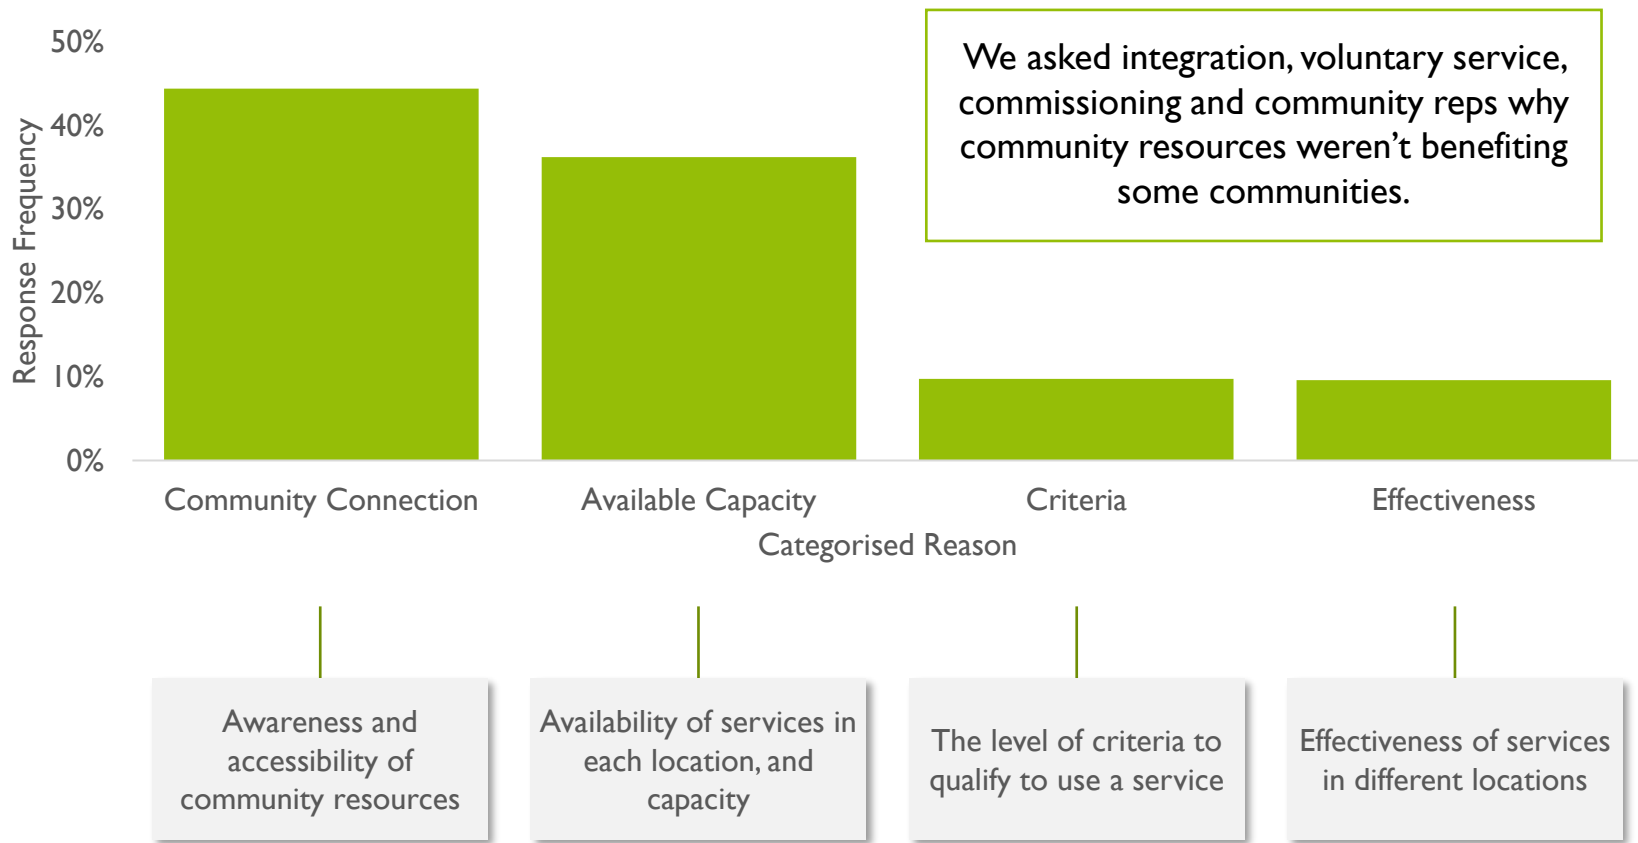 We asked integration, voluntary service,
commissioning and community reps why
community resources weren't benefiting
some communities.
Response Frequency
50%
40%
30%
20%
10%
0%
Community Connection
Available Capacity
Criteria
Effectiveness
Categorised Reason
Awareness and
accessibility of
community resources
Availability of services in
each location, and
capacity
The level of criteria to
qualify to use a service
Effectiveness of services
in different locations